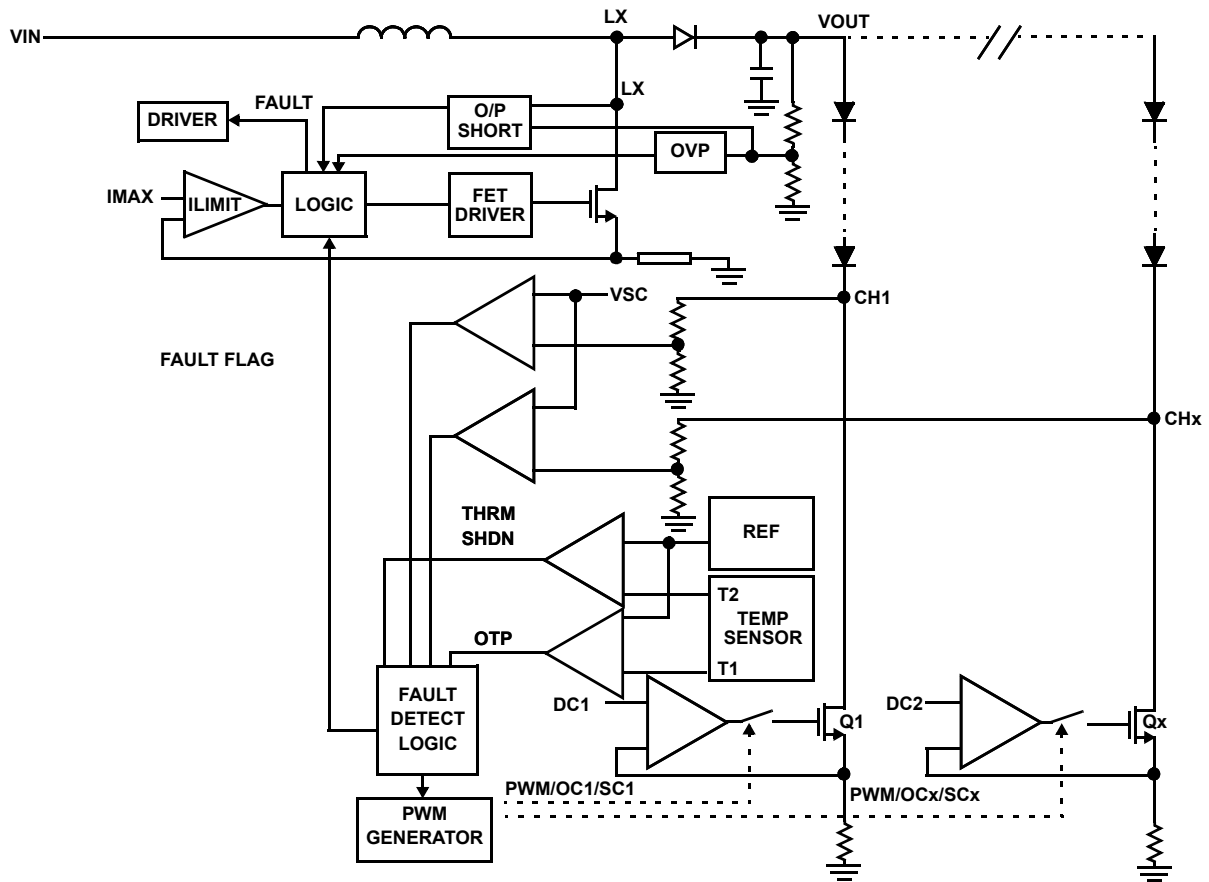 LX
VIN
VOUT
LX
FAULT
O/P
SHORT
DRIVER
OVP
IMAX
ILIMIT
LOGIC
FET
DRIVER
VSC
CH1
FAULT FLAG
CHx
THRM
SHDN
REF
T2
TEMP
SENSOR
OTP
T1
FAULT
DETECT
LOGIC
DC1
Q1
DC2
Qx
PWM/OC1/SC1
PWM/OCx/SCx
PWM
GENERATOR